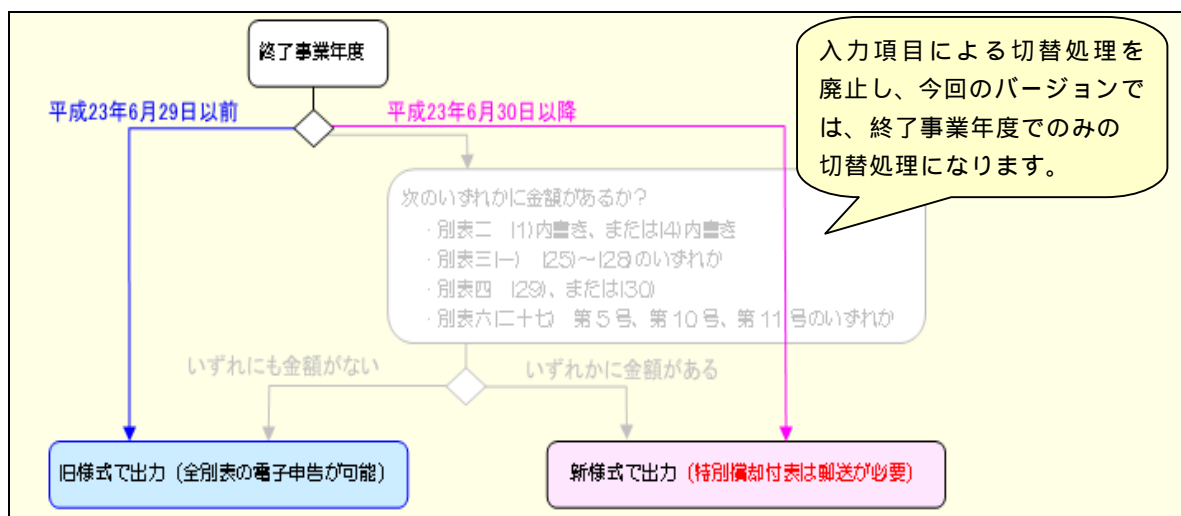 終了事業年度
入力項目による切替処理を
廃止し、今回のバージョンで
は、終了事業年度でのみの
切替処理になります。
平成23年6月29日以前
平成23年6月30日以降
次のいずれかに金額があるか？
・別表二 (1)内書き、または(4)内書き
・別表三(一) (25)～(28)のいずれか
・別表四 (29)、または(30)
・別表六(二十七) 第5号、第10号、第11号のいずれか
いずれにも金額がない
いずれかに金額がある
旧様式で出力（全別表の電子申告が可能）
新様式で出力（特別償却付表は郵送が必要）